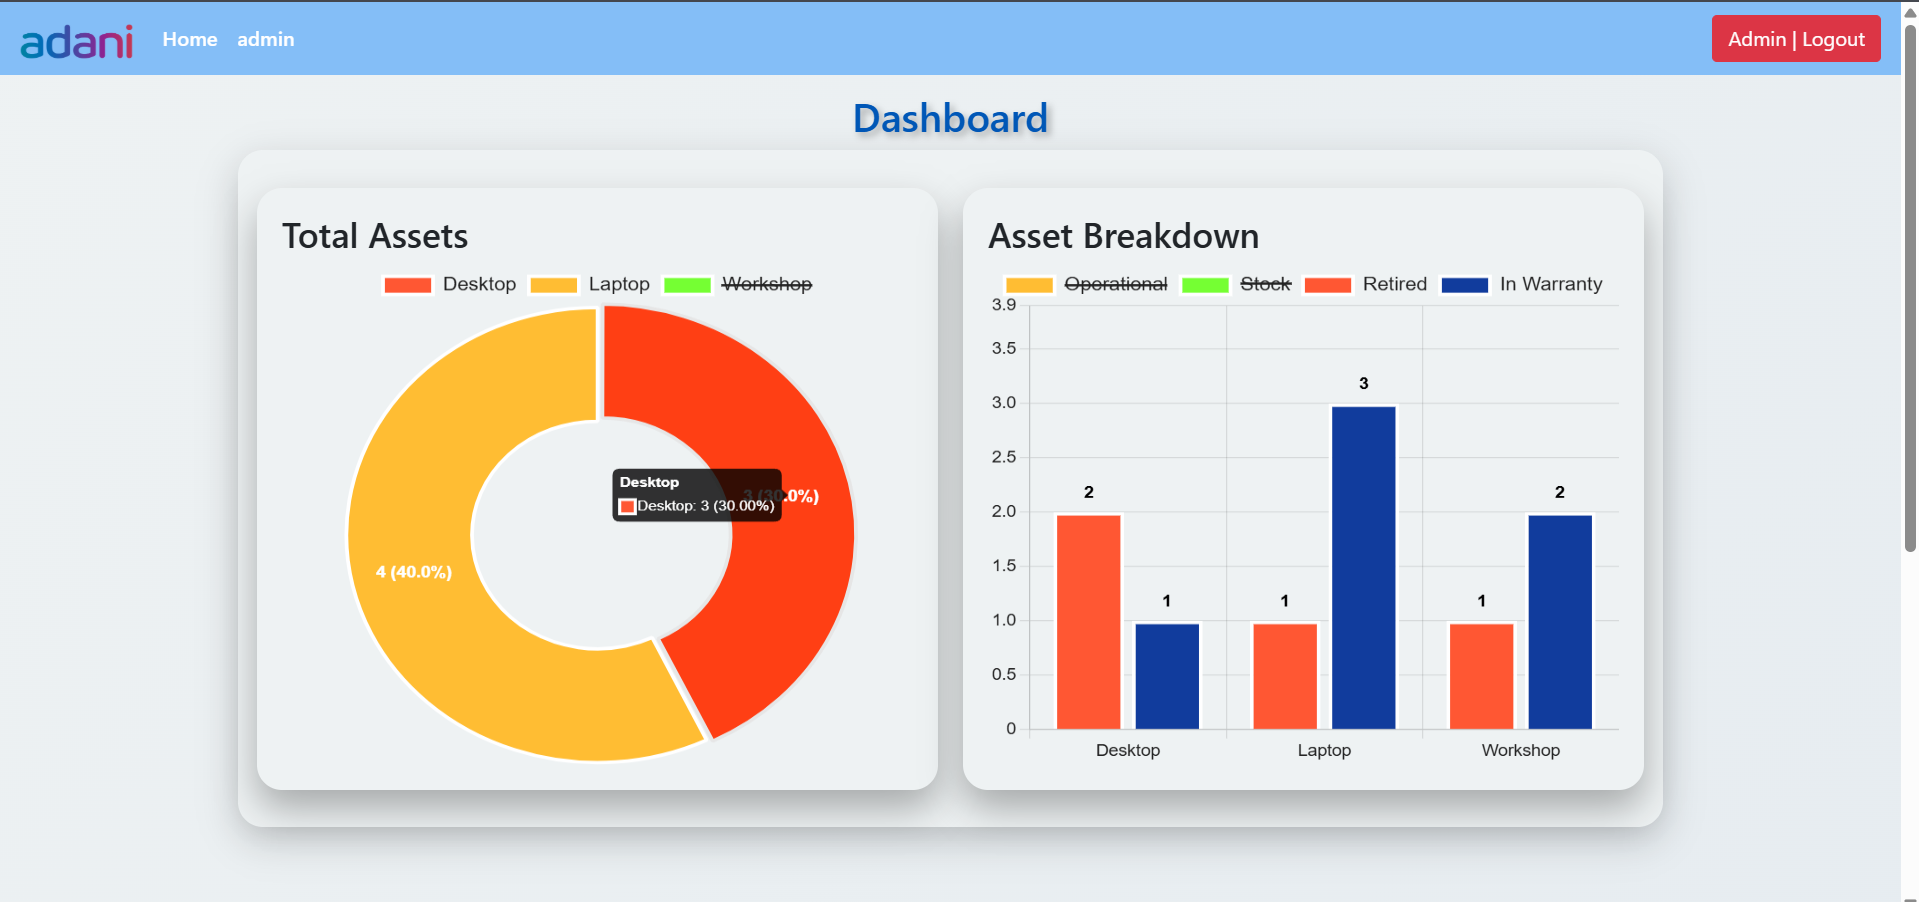 adani Home admin Admin | Logout
Dashboard
Total Assets
Desktop Laptop Workshop
Desktop
Desktop: 3 (30.00%)
3 (30.0%)
4 (40.0%)
Asset Breakdown
Operational Stock Retired In Warranty
3.9
3.5
3.0
2.5
2.0
1.5
1.0
0.5
0
2
1
1
3
1
2
Desktop Laptop Workshop